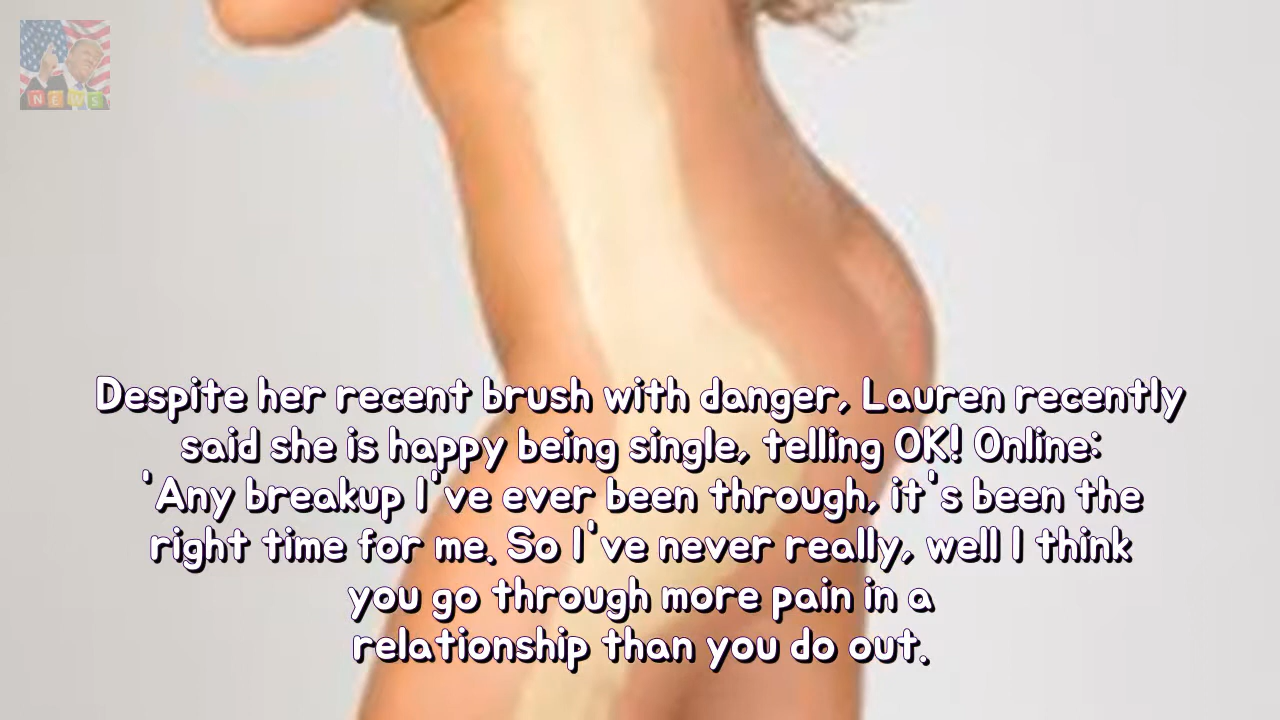 NEWS
Despite her recent brush with danger, Lauren recently
said she is happy being single, telling OK! Online:
'Any breakup I've ever been through, it's been the
right time for me. So I've never really, well I think
you go through more pain in a
relationship than you do out.